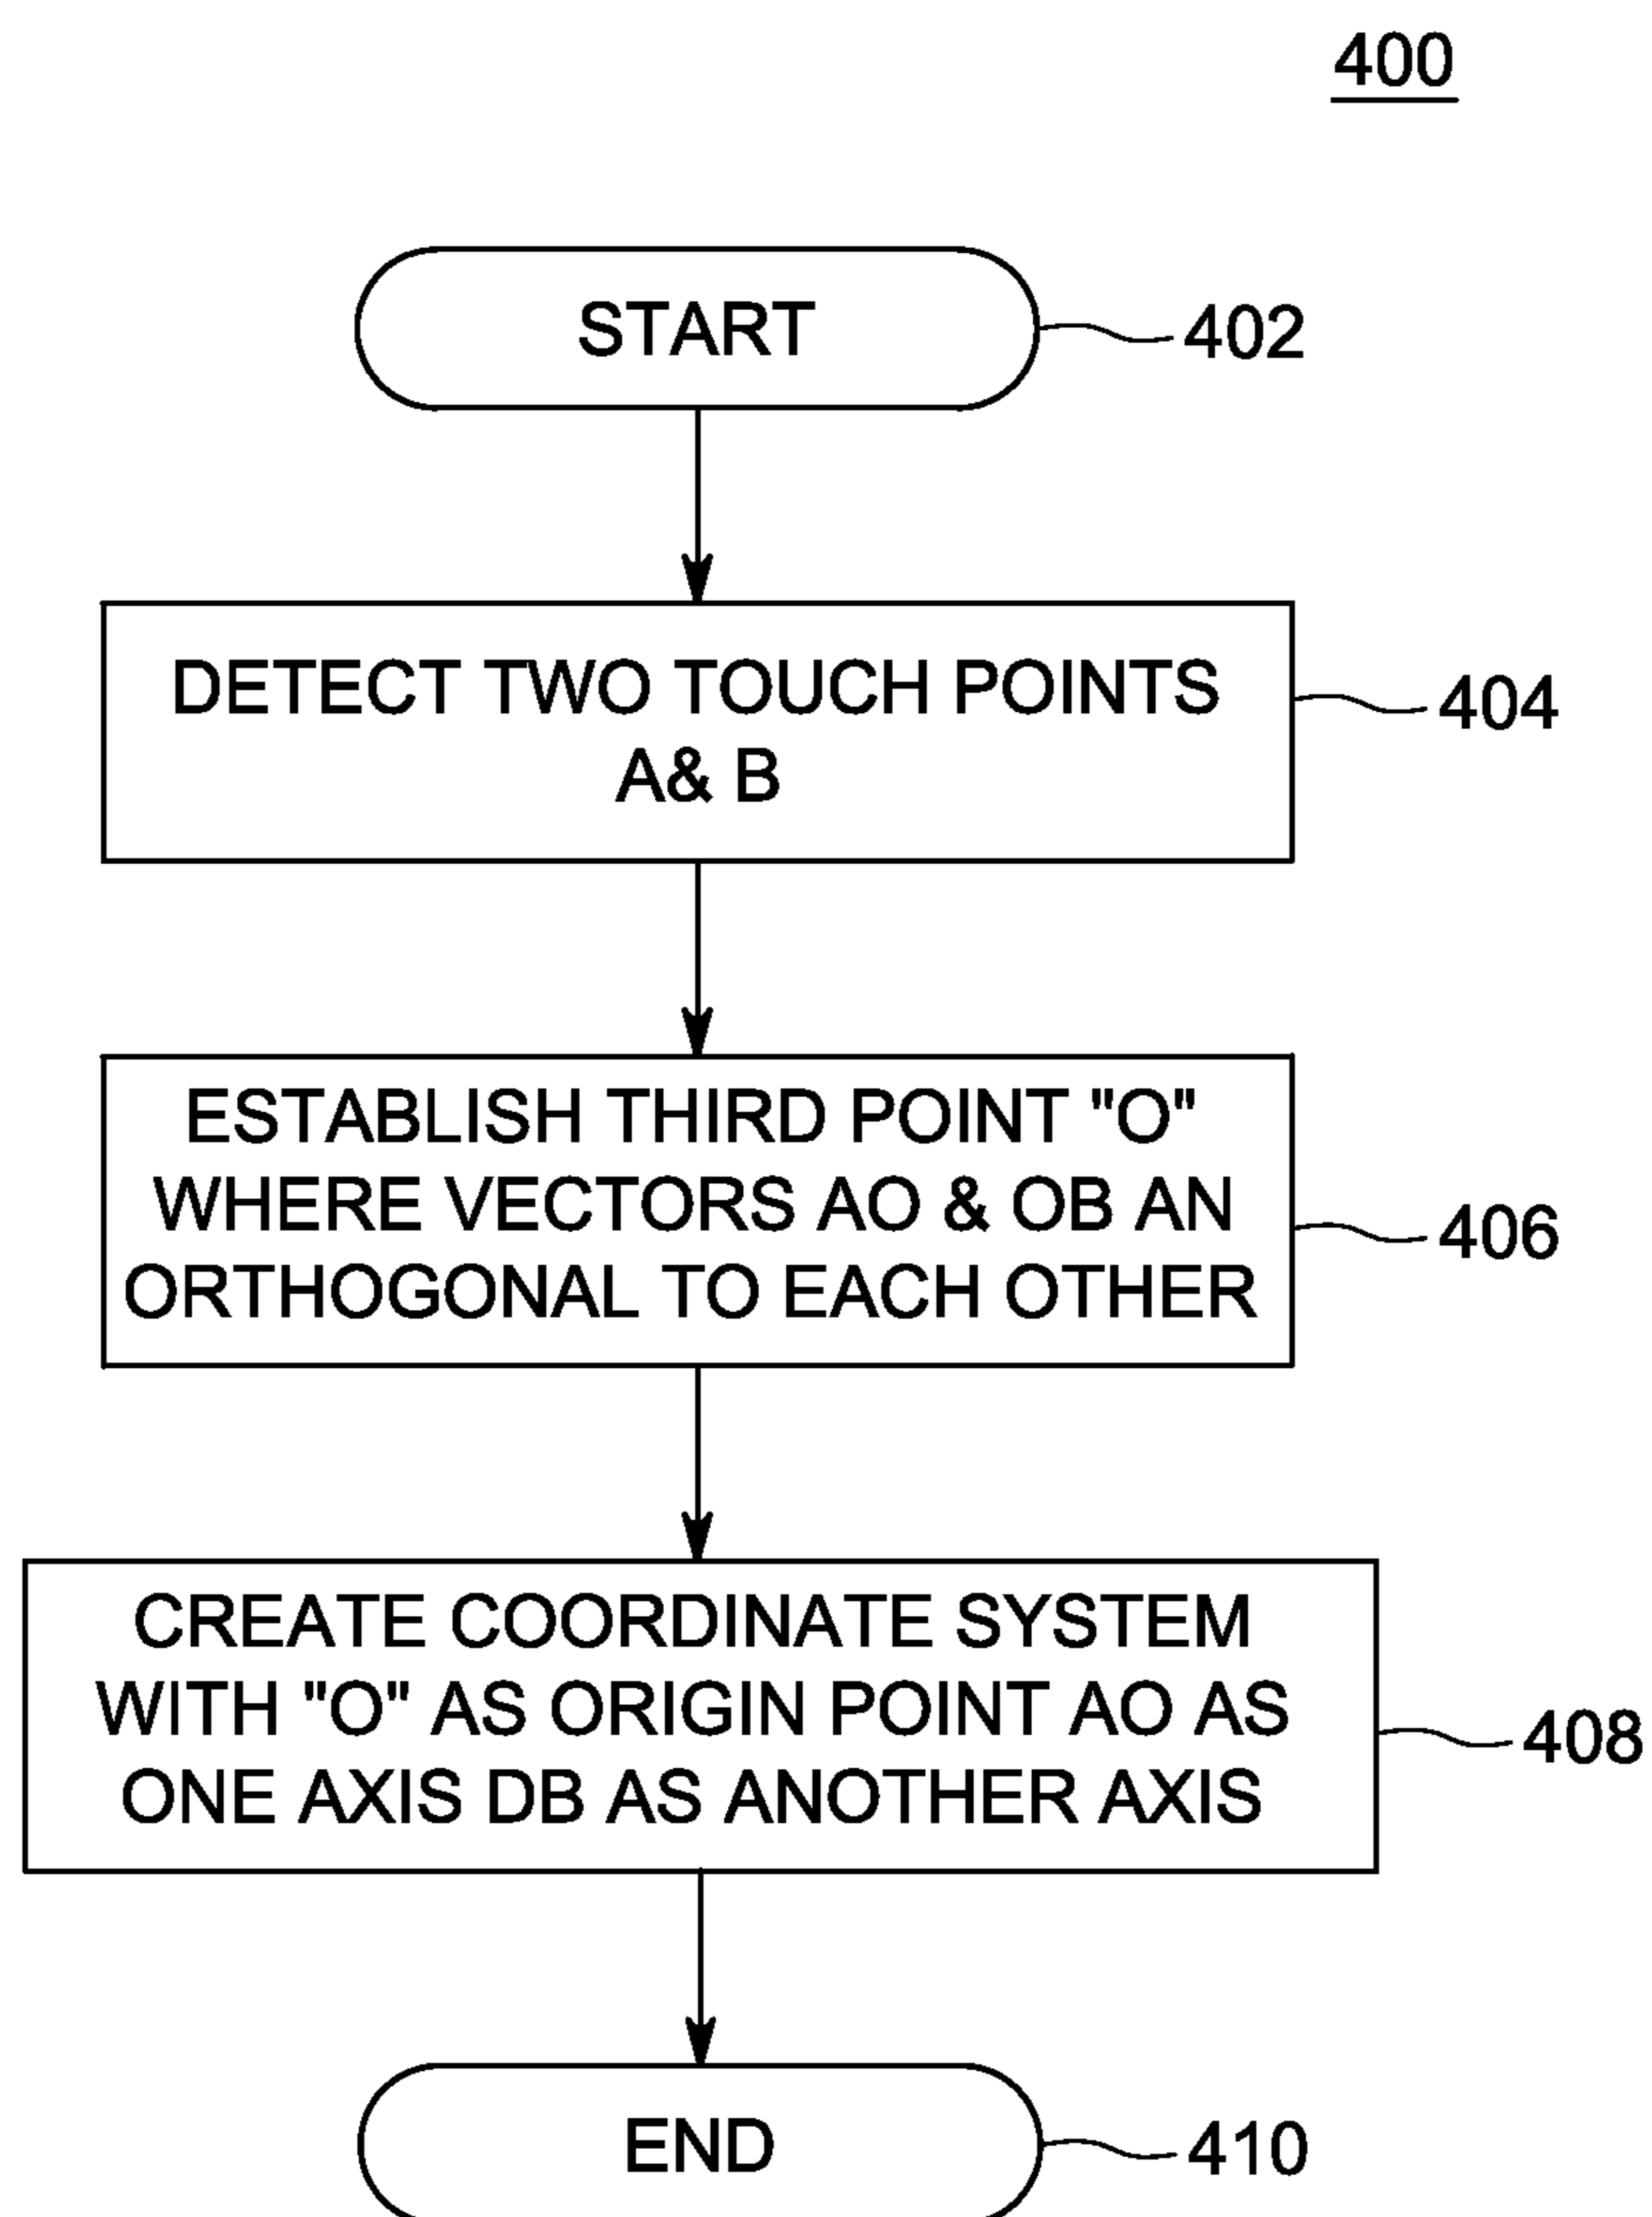 400
START
402
DETECT TWO TOUCH POINTS
A& B
404
ESTABLISH THIRD POINT "O"
WHERE VECTORS AO & OB AN
ORTHOGONAL TO EACH OTHER
406
CREATE COORDINATE SYSTEM
WITH "O" AS ORIGIN POINT AO AS
ONE AXIS DB AS ANOTHER AXIS
408
END
410